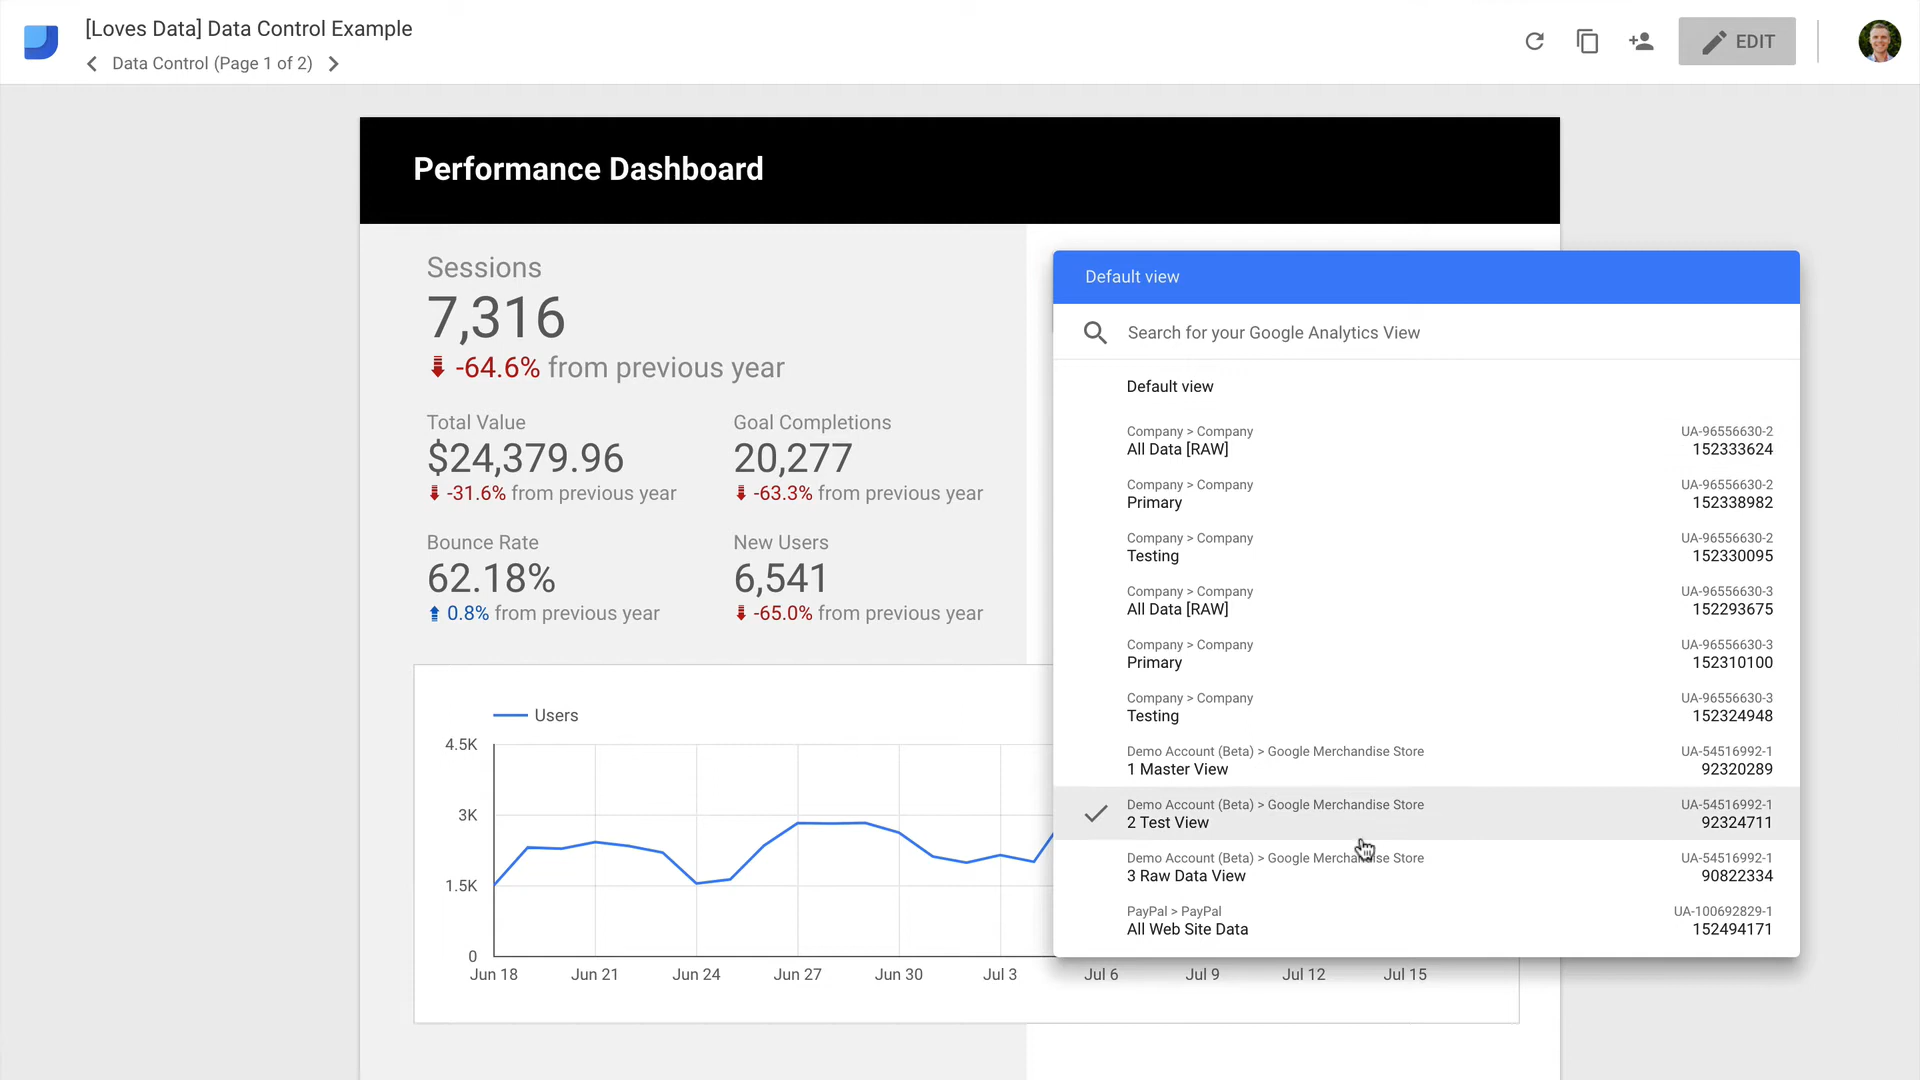 [Loves Data] Data Control Example
Data Control (Page 1 of 2)
EDIT
Performance Dashboard
Sessions
7,316
-64.6% from previous year
Total Value
$24,379.96
-31.6% from previous year
Goal Completions
20,277
-63.3% from previous year
Bounce Rate
62.18%
0.8% from previous year
New Users
6,541
-65.0% from previous year
Default view
Search for your Google Analytics View
Default view
Company > Company UA-96556630-2
All Data [RAW] 152333624
Company > Company UA-96556630-2
Primary 152338982
Company > Company UA-96556630-2
Testing 152330095
Company > Company UA-96556630-3
All Data [RAW] 152293675
Company > Company UA-96556630-3
Primary 152310100
Company > Company UA-96556630-3
Testing 152324948
Demo Account (Beta) > Google Merchandise Store UA-54516992-1
1 Master View 92320289
Demo Account (Beta) > Google Merchandise Store UA-54516992-1
2 Test View 92324711
Demo Account (Beta) > Google Merchandise Store UA-54516992-1
3 Raw Data View 90822334
PayPal > PayPal UA-100692829-1
All Web Site Data 152494171
Users
4.5K
3K
1.5K
0
Jun 18 Jun 21 Jun 24 Jun 27 Jun 30 Jul 3 Jul 6 Jul 9 Jul 12 Jul 15